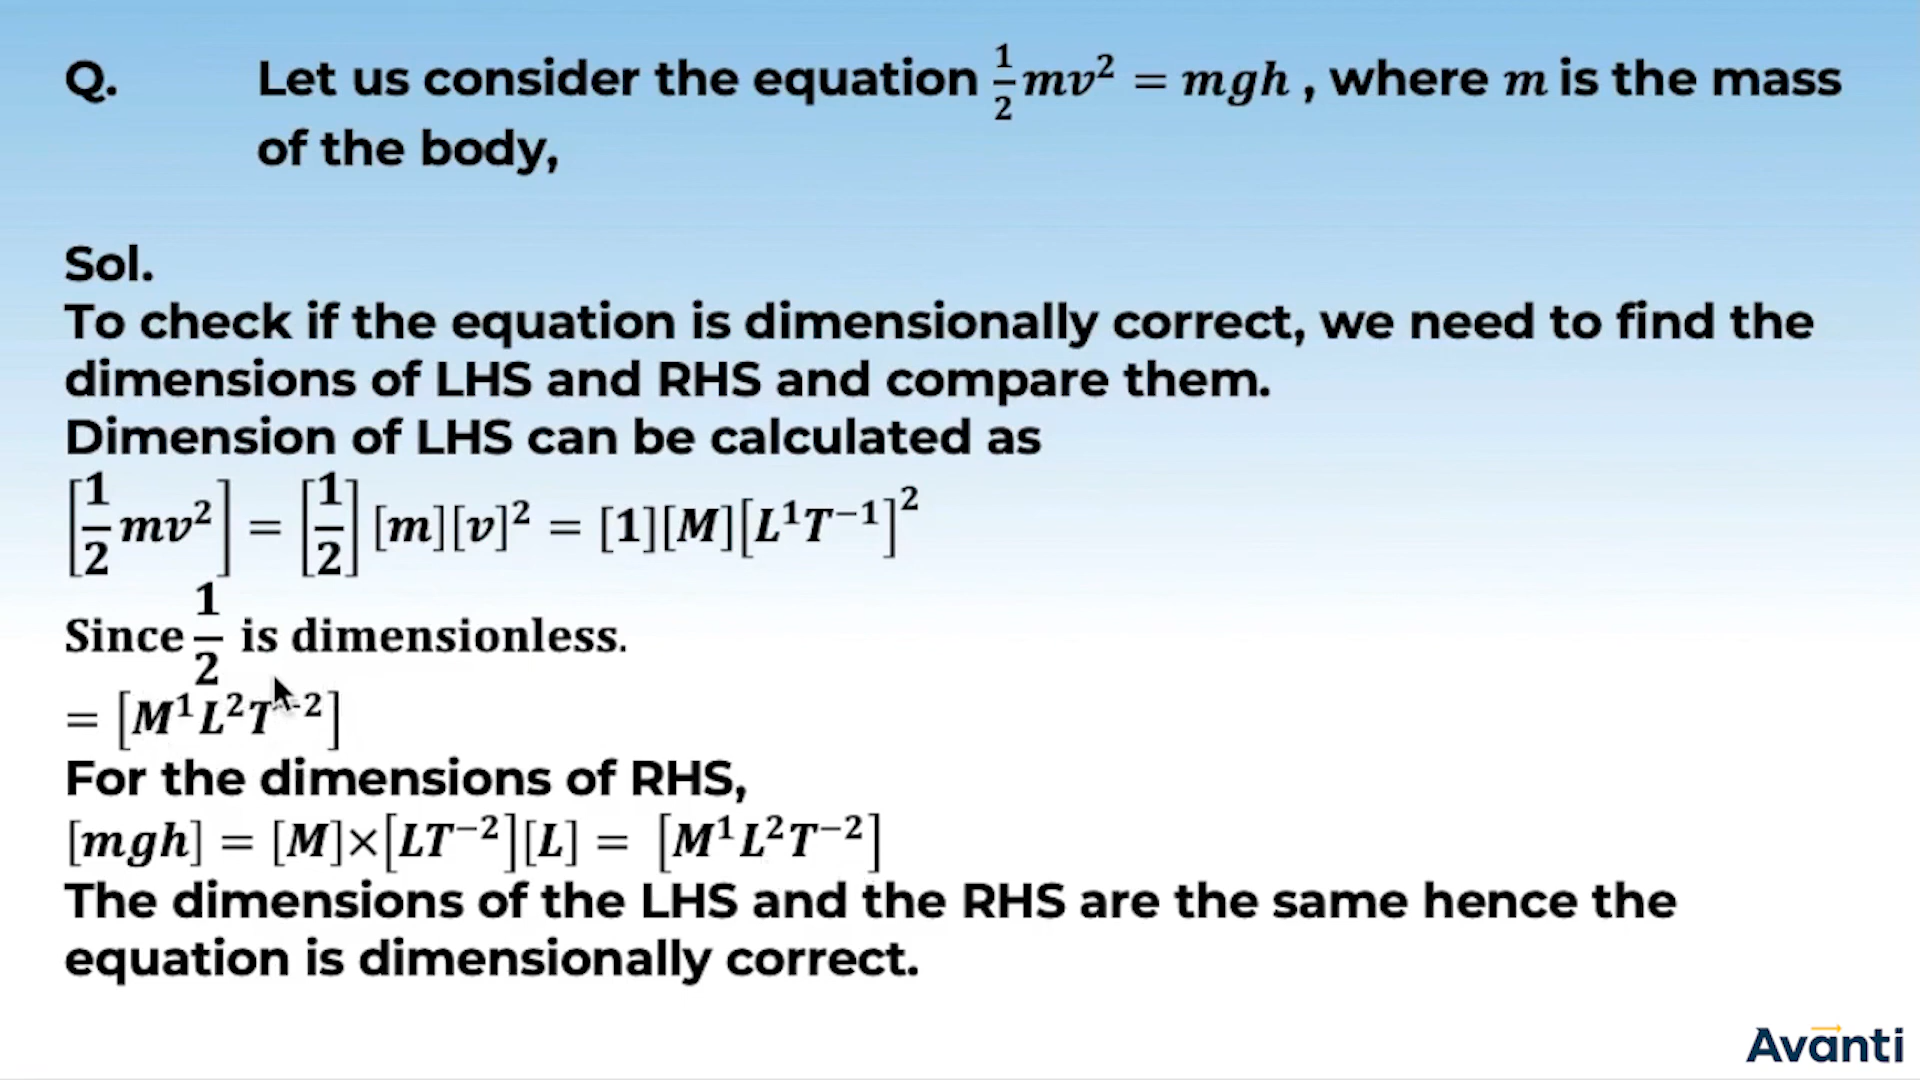 Q. Let us consider the equation ½mv² = mgh , where m is the mass
of the body,
Sol.
To check if the equation is dimensionally correct, we need to find the
dimensions of LHS and RHS and compare them.
Dimension of LHS can be calculated as
[½mv²] = [½][m][v]² = [1][M][L¹T⁻¹]²
Since ½ is dimensionless.
= [M¹L²T⁻²]
For the dimensions of RHS,
[mgh] = [M]×[LT⁻²][L] = [M¹L²T⁻²]
The dimensions of the LHS and the RHS are the same hence the
equation is dimensionally correct.
Avanti